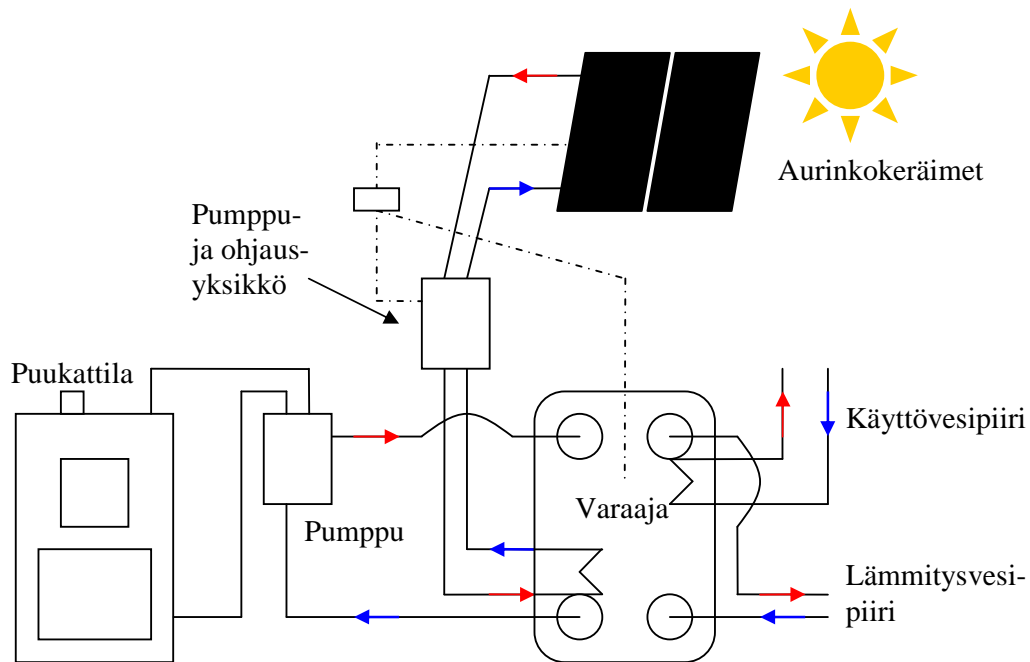 Aurinkokeräimet
Pumppu-
ja ohjaus-
yksikkö
Puukattila
Käyttövesipiiri
Varaaja
Pumppu
Lämmitysvesi-
piiri